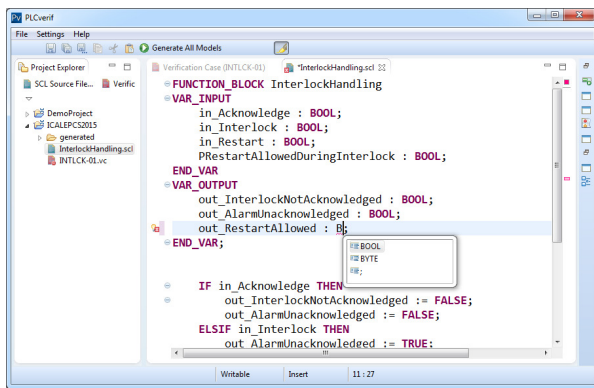 PLCverif
File Settings Help
Generate All Models
Project Explorer
SCL Source File... Verific
DemoProject
ICALEPCS2015
generated
InterlockHandling.scl
INTLCK-01.vc
Verification Case (INTLCK-01) *InterlockHandling.scl
FUNCTION_BLOCK InterlockHandling
VAR_INPUT
in_Acknowledge : BOOL;
in_Interlock : BOOL;
in_Restart : BOOL;
PRestartAllowedDuringInterlock : BOOL;
END_VAR
VAR_OUTPUT
out_InterlockNotAcknowledged : BOOL;
out_AlarmUnacknowledged : BOOL;
out_RestartAllowed : B;
END_VAR;
BOOL
BYTE
;
IF in_Acknowledge THEN
out_InterlockNotAcknowledged := FALSE;
out_AlarmUnacknowledged := FALSE;
ELSIF in_Interlock THEN
out_AlarmUnacknowledged := TRUE;
Writable Insert 11 : 27